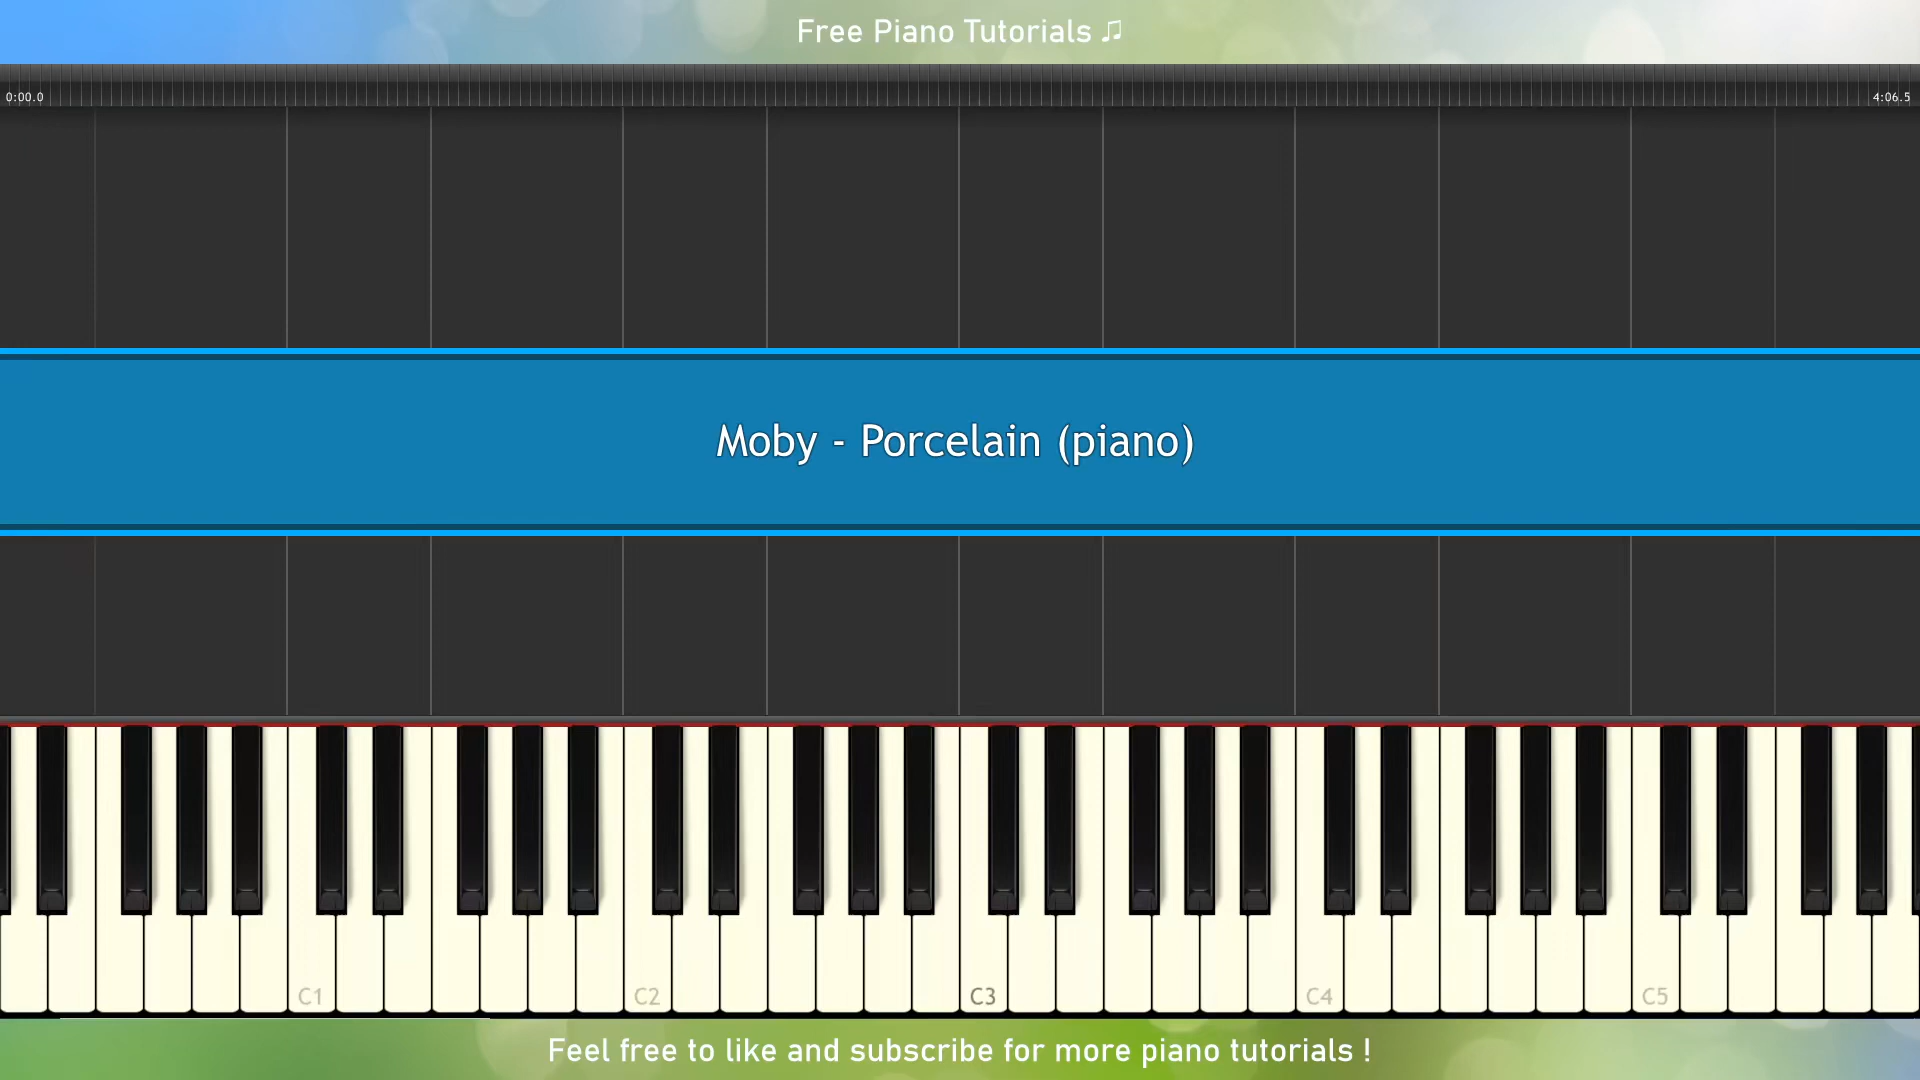 Free Piano Tutorials ♫
0:00.0
4:06.5
Moby - Porcelain (piano)
C1
C2
C3
C4
C5
Feel free to like and subscribe for more piano tutorials !